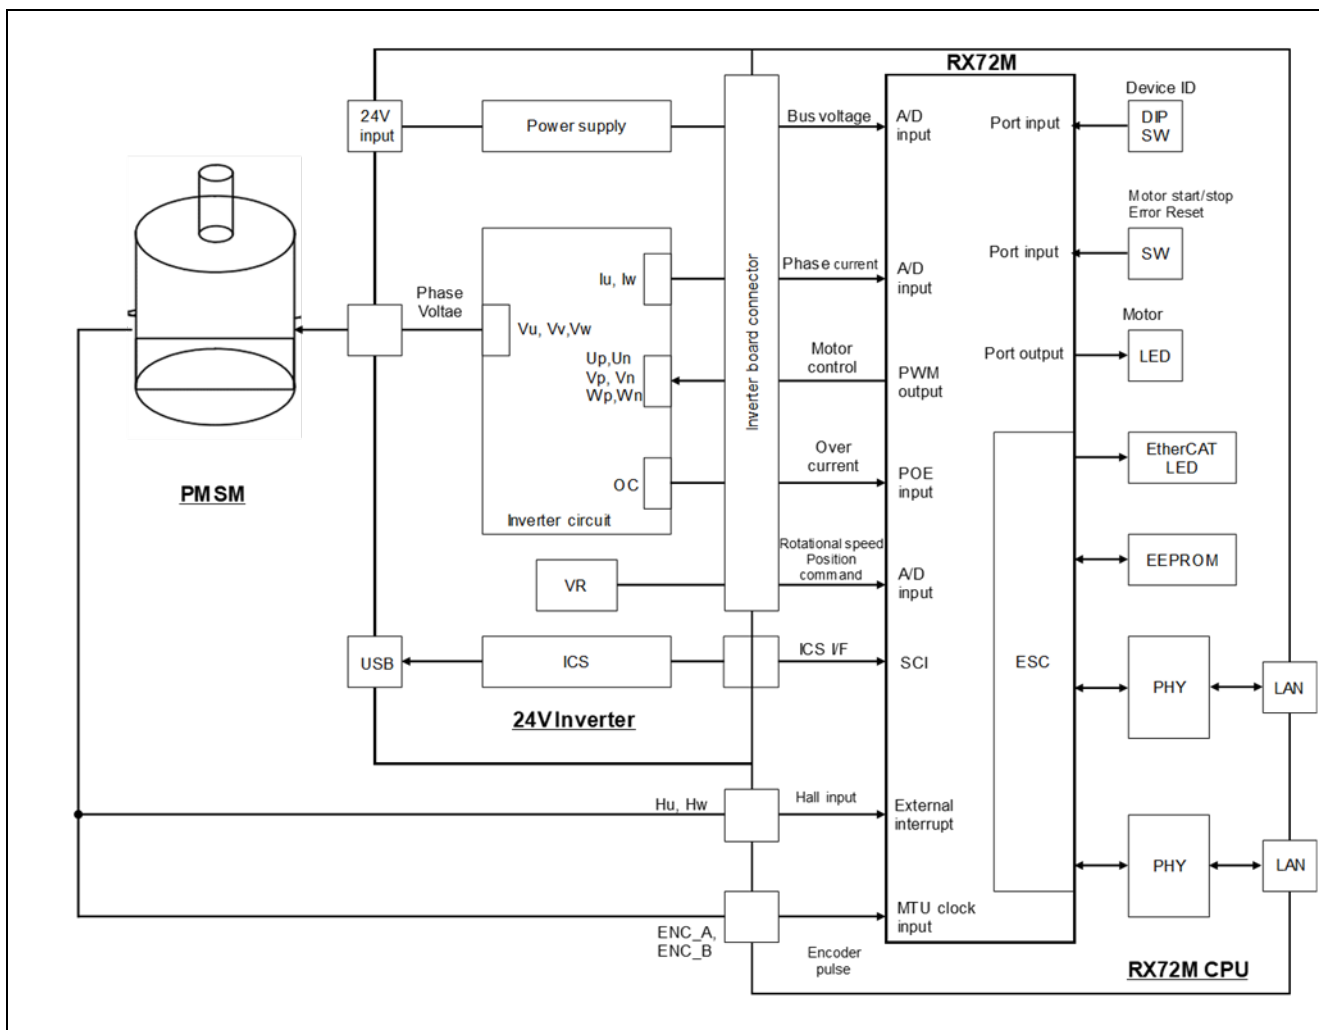 RX72M
Device ID
24V
input
Power supply
Bus voltage
A/D
input
Port input
DIP
SW
Motor start/stop
Error Reset
Iu, Iw
Phase current
A/D
input
Port input
SW
Phase
Voltae
Vu, Vv,Vw
Inverter board connector
Motor
Up,Un
Vp, Vn
Wp,Wn
Motor
control
PWM
output
Port output
LED
PMSM
OC
Inverter circuit
Over
current
POE
input
EtherCAT
LED
VR
Rotational speed
Position
command
A/D
input
EEPROM
USB
ICS
ICS I/F
SCI
ESC
PHY
LAN
24V Inverter
Hu, Hw
Hall input
External
interrupt
PHY
LAN
ENC_A,
ENC_B
Encoder
pulse
MTU clock
input
RX72M CPU